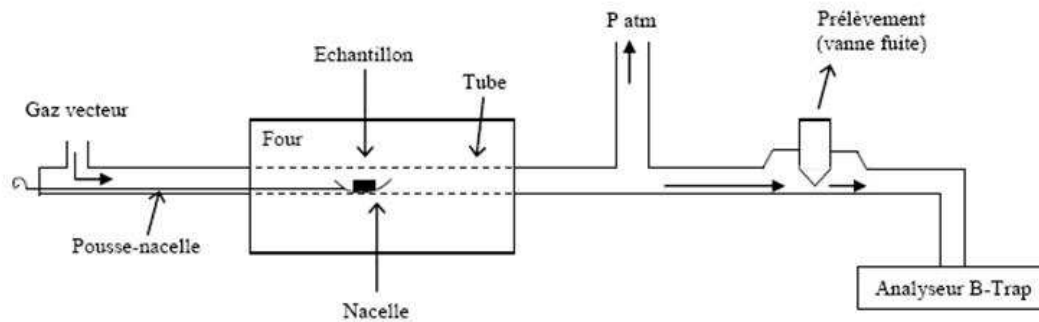 P atm
Prélèvement
(vanne fuite)
Echantillon
Tube
Gaz vecteur
Four
Pousse-nacelle
Nacelle
Analyseur B-Trap